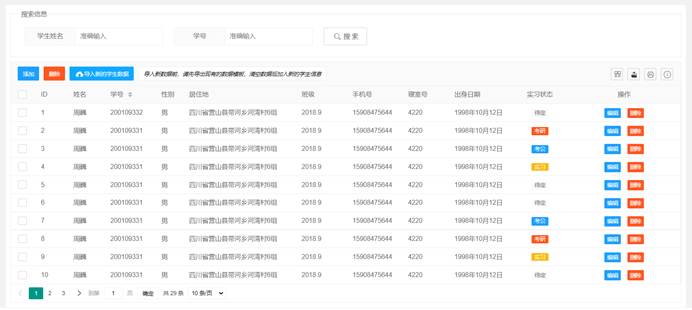 搜索信息
学生姓名 准确输入 学号 准确输入 搜 索
添加 删除 导入新的学生数据 导入新数据前，请先导出现有的数据模板，清空数据后加入新的学生信息
ID 姓名 学号 性别 居住地 班级 手机号 寝室号 出身日期 实习状态 操作
1 周巍 200109332 男 四川省营山县带河乡河湾村6组 2018.9 15908475644 4220 1998年10月12日 待定 编辑 删除
2 周巍 200109331 男 四川省营山县带河乡河湾村6组 2018.9 15908475644 4220 1998年10月12日 考研 编辑 删除
3 周巍 200109331 男 四川省营山县带河乡河湾村6组 2018.9 15908475644 4220 1998年10月12日 考公 编辑 删除
4 周巍 200109331 男 四川省营山县带河乡河湾村6组 2018.9 15908475644 4220 1998年10月12日 实习 编辑 删除
5 周巍 200109331 男 四川省营山县带河乡河湾村6组 2018.9 15908475644 4220 1998年10月12日 待定 编辑 删除
6 周巍 200109331 男 四川省营山县带河乡河湾村6组 2018.9 15908475644 4220 1998年10月12日 待定 编辑 删除
7 周巍 200109331 男 四川省营山县带河乡河湾村6组 2018.9 15908475644 4220 1998年10月12日 考公 编辑 删除
8 周巍 200109331 男 四川省营山县带河乡河湾村6组 2018.9 15908475644 4220 1998年10月12日 考研 编辑 删除
9 周巍 200109331 男 四川省营山县带河乡河湾村6组 2018.9 15908475644 4220 1998年10月12日 实习 编辑 删除
10 周巍 200109331 男 四川省营山县带河乡河湾村6组 2018.9 15908475644 4220 1998年10月12日 待定 编辑 删除
1 2 3 到第 1 页 确定 共 29 条 10 条/页